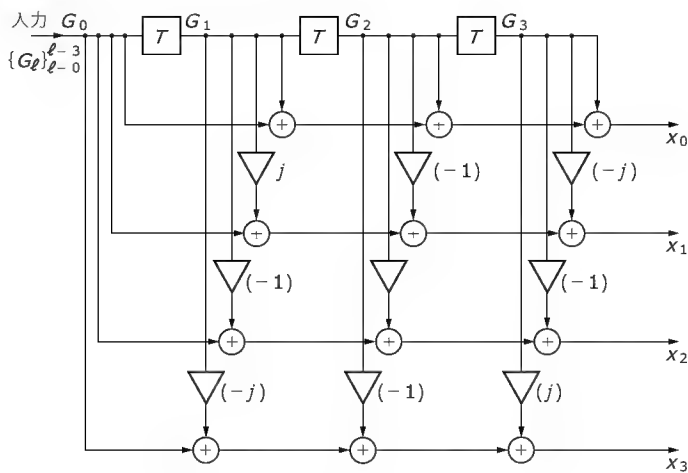 入力 G₀ T G₁ T G₂ T G₃
{Gℓ}ℓ−3ℓ−0
+ + + x₀
j (−1) (−j)
+ + + x₁
(−1) (−1)
+ + + x₂
(−j) (−1) (j)
+ + + x₃